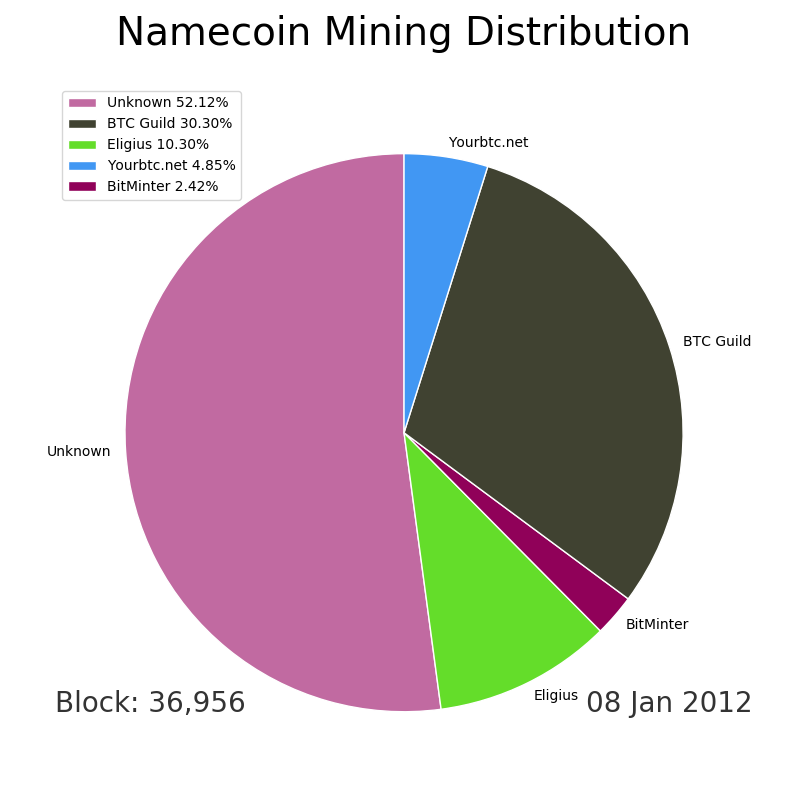 Namecoin Mining Distribution
Unknown 52.12%
BTC Guild 30.30%
Eligius 10.30%
Yourbtc.net 4.85%
BitMinter 2.42%
Yourbtc.net
BTC Guild
Unknown
BitMinter
Eligius
Block: 36,956
08 Jan 2012